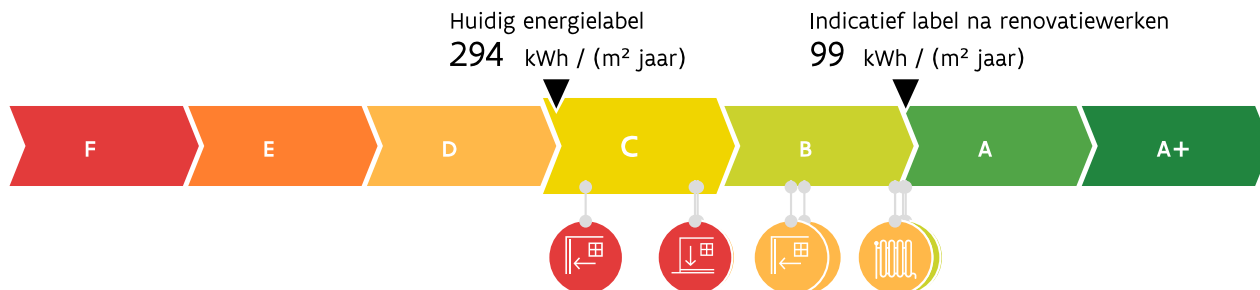 Huidig energielabel
294 kWh / (m² jaar)
Indicatief label na renovatiewerken
99 kWh / (m² jaar)
F E D C B A A+